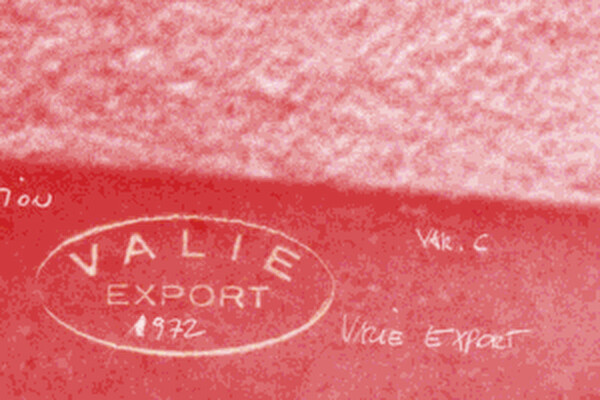 VAR. C
VALIE
EXPORT
1972
VALIE EXPORT